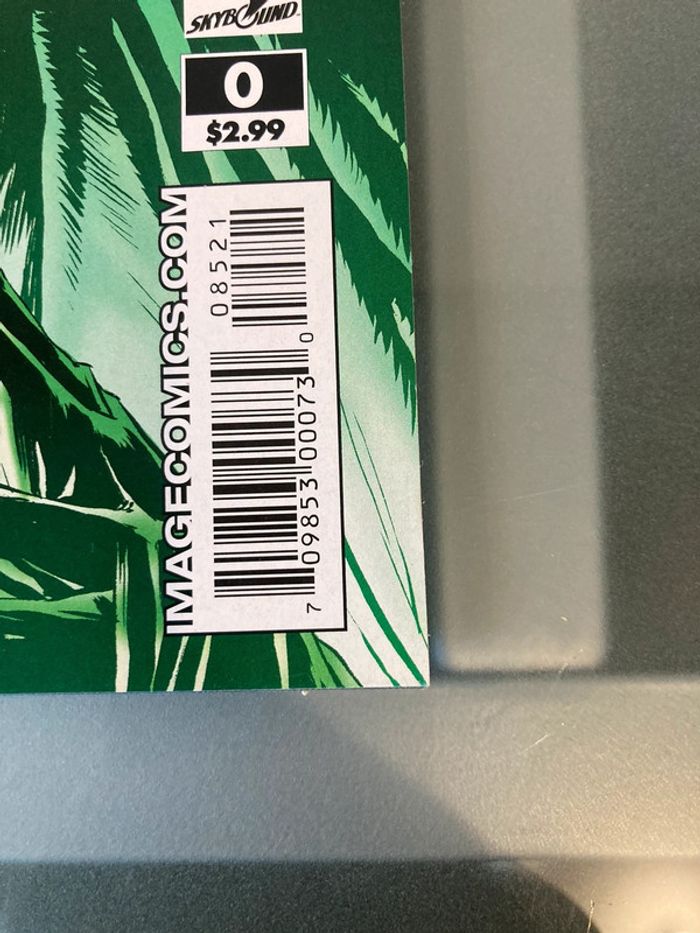 SKYBOUND
0
$2.99
IMAGECOMICS.COM
08521
7 09853 00073 0